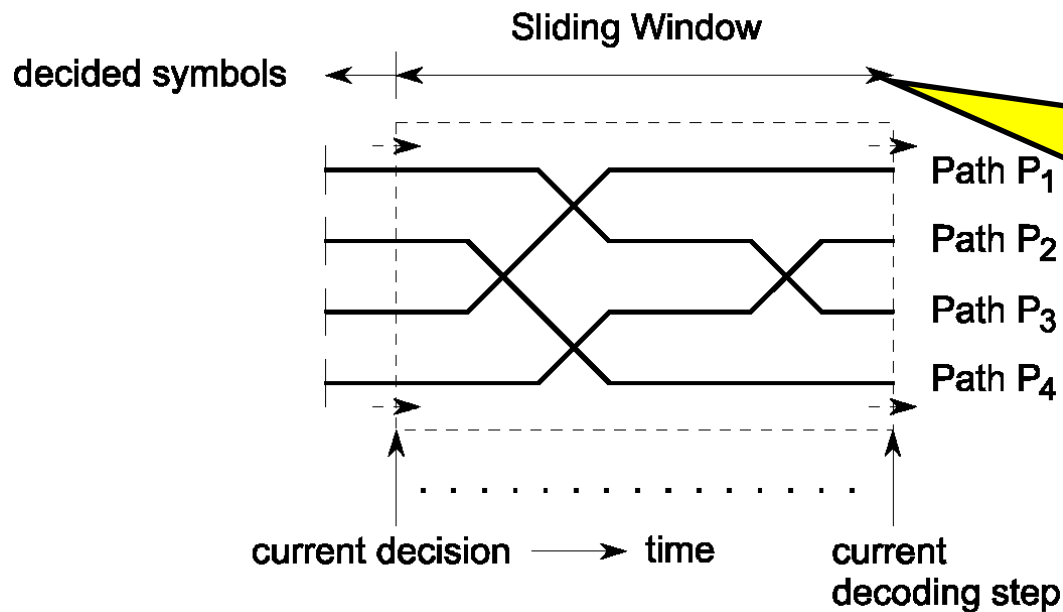 Sliding Window
decided symbols
Path P1
Path P2
Path P3
Path P4
current decision
time
current
decoding step